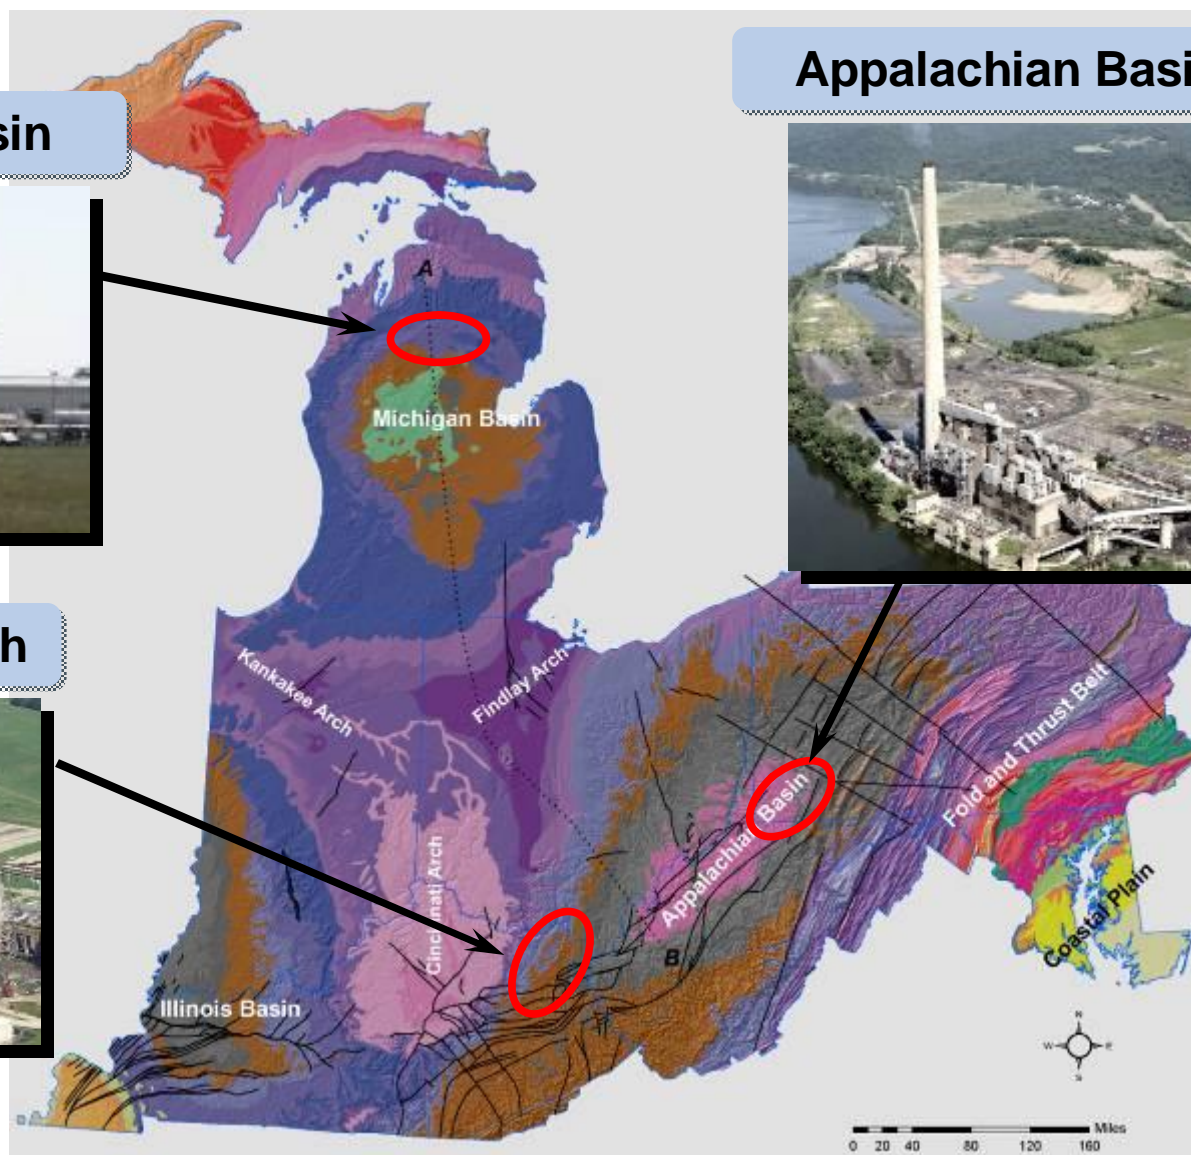 Appalachian Basi
sin
A
Michigan Basin
h
Kankakee Arch
Findlay Arch
Fold and Thrust Belt
Appalachian Basin
Cincinnati Arch
Coastal Plain
B
Illinois Basin
N
W E
S
Miles
0 20 40 80 120 160